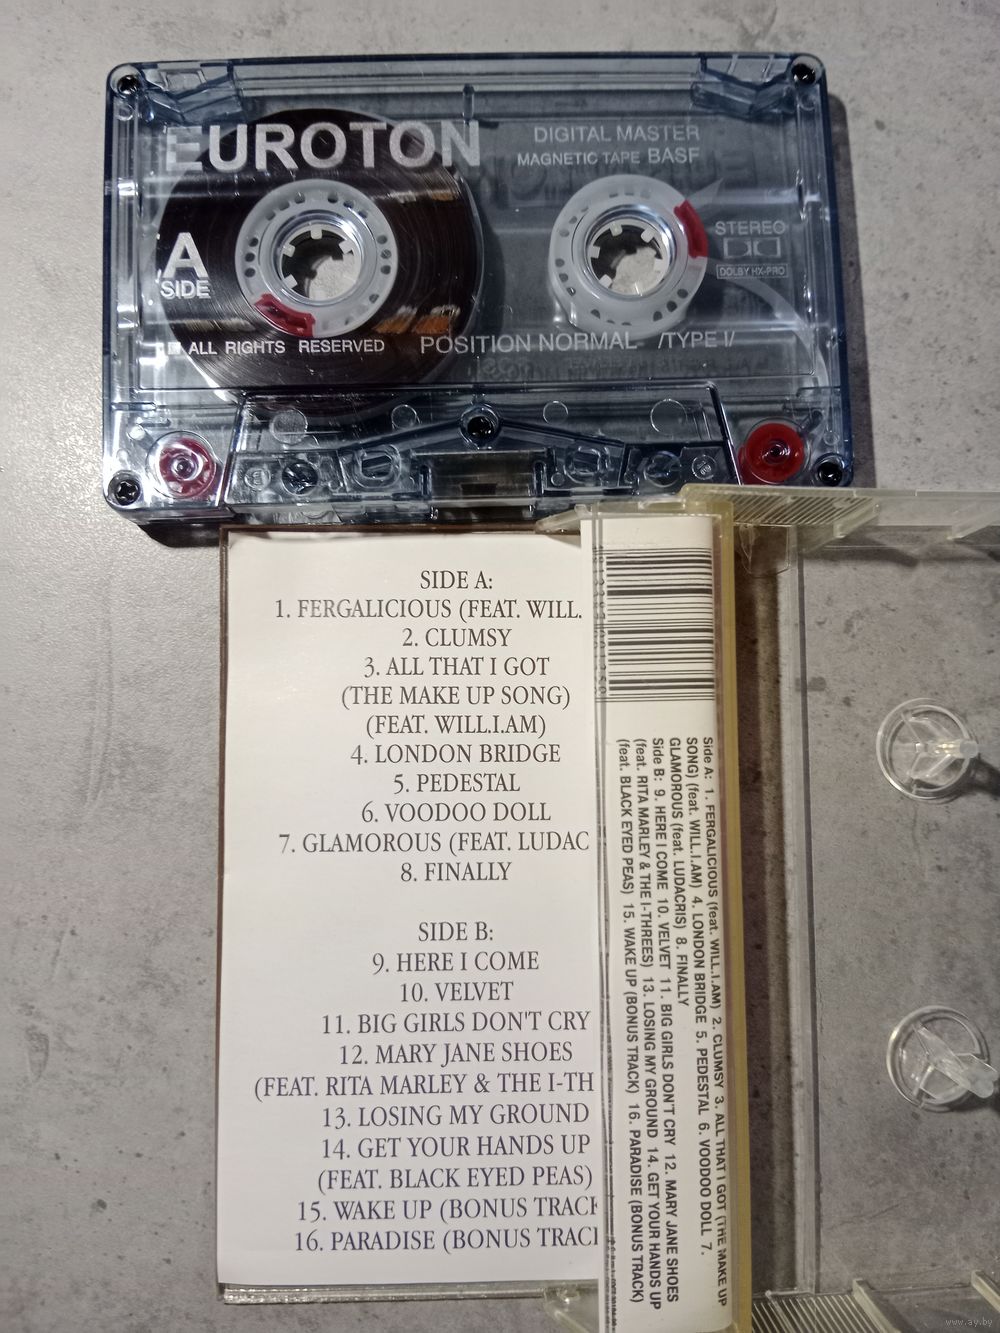 EUROTON
DIGITAL MASTER
MAGNETIC TAPE BASF
A
SIDE
STEREO
DOLBY HX-PRO
ALL RIGHTS RESERVED
POSITION NORMAL /TYPE I/
SIDE A:
1. FERGALICIOUS (FEAT. WILL.
2. CLUMSY
3. ALL THAT I GOT
(THE MAKE UP SONG)
(FEAT. WILL.I.AM)
4. LONDON BRIDGE
5. PEDESTAL
6. VOODOO DOLL
7. GLAMOROUS (FEAT. LUDAC
8. FINALLY
SIDE B:
9. HERE I COME
10. VELVET
11. BIG GIRLS DON'T CRY
12. MARY JANE SHOES
(FEAT. RITA MARLEY & THE I-TH
13. LOSING MY GROUND
14. GET YOUR HANDS UP
(FEAT. BLACK EYED PEAS)
15. WAKE UP (BONUS TRACK
16. PARADISE (BONUS TRACK
Side A: 1. FERGALICIOUS (feat. WILL.I.AM) 2. CLUMSY 3. ALL THAT I GOT (THE MAKE UP
SONG) (feat. WILL.I.AM) 4. LONDON BRIDGE 5. PEDESTAL 6. VOODOO DOLL 7.
GLAMOROUS (feat. LUDACRIS) 8. FINALLY
Side B: 9. HERE I COME 10. VELVET 11. BIG GIRLS DON'T CRY 12. MARY JANE SHOES
(feat. RITA MARLEY & THE I-THREES) 13. LOSING MY GROUND 14. GET YOUR HANDS UP
(feat. BLACK EYED PEAS) 15. WAKE UP (BONUS TRACK) 16. PARADISE (BONUS TRACK)
www.ay.by